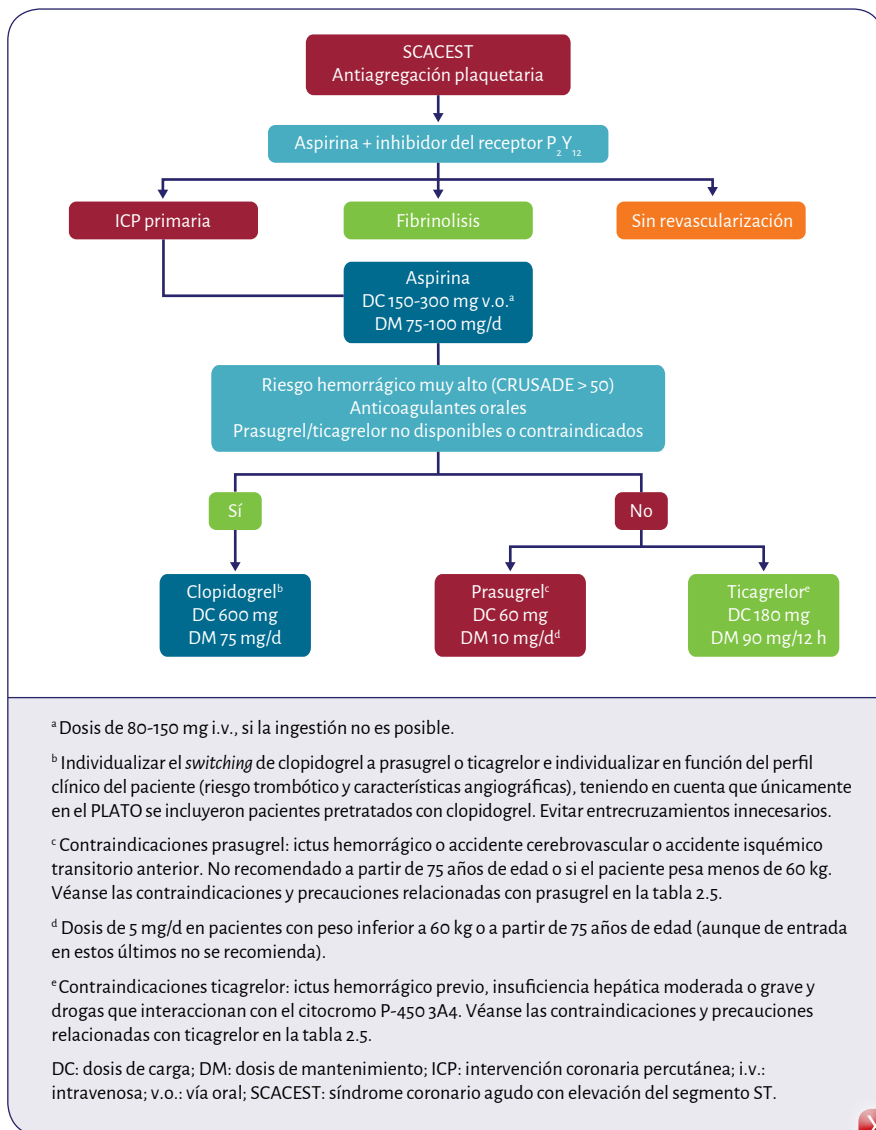 SCACEST
Antiagregación plaquetaria
Aspirina + inhibidor del receptor P₂Y₁₂
ICP primaria
Fibrinolisis
Sin revascularización
Aspirina
DC 150-300 mg v.o.ᵃ
DM 75-100 mg/d
Riesgo hemorrágico muy alto (CRUSADE > 50)
Anticoagulantes orales
Prasugrel/ticagrelor no disponibles o contraindicados
Sí
No
Clopidogrelᵇ
DC 600 mg
DM 75 mg/d
Prasugrelᶜ
DC 60 mg
DM 10 mg/dᵈ
Ticagrelorᵉ
DC 180 mg
DM 90 mg/12 h
ᵃ Dosis de 80-150 mg i.v., si la ingestión no es posible.
ᵇ Individualizar el switching de clopidogrel a prasugrel o ticagrelor e individualizar en función del perfil
clínico del paciente (riesgo trombótico y características angiográficas), teniendo en cuenta que únicamente
en el PLATO se incluyeron pacientes pretratados con clopidogrel. Evitar entrecruzamientos innecesarios.
ᶜ Contraindicaciones prasugrel: ictus hemorrágico o accidente cerebrovascular o accidente isquémico
transitorio anterior. No recomendado a partir de 75 años de edad o si el paciente pesa menos de 60 kg.
Véanse las contraindicaciones y precauciones relacionadas con prasugrel en la tabla 2.5.
ᵈ Dosis de 5 mg/d en pacientes con peso inferior a 60 kg o a partir de 75 años de edad (aunque de entrada
en estos últimos no se recomienda).
ᵉ Contraindicaciones ticagrelor: ictus hemorrágico previo, insuficiencia hepática moderada o grave y
drogas que interaccionan con el citocromo P-450 3A4. Véanse las contraindicaciones y precauciones
relacionadas con ticagrelor en la tabla 2.5.
DC: dosis de carga; DM: dosis de mantenimiento; ICP: intervención coronaria percutánea; i.v.:
intravenosa; v.o.: vía oral; SCACEST: síndrome coronario agudo con elevación del segmento ST.